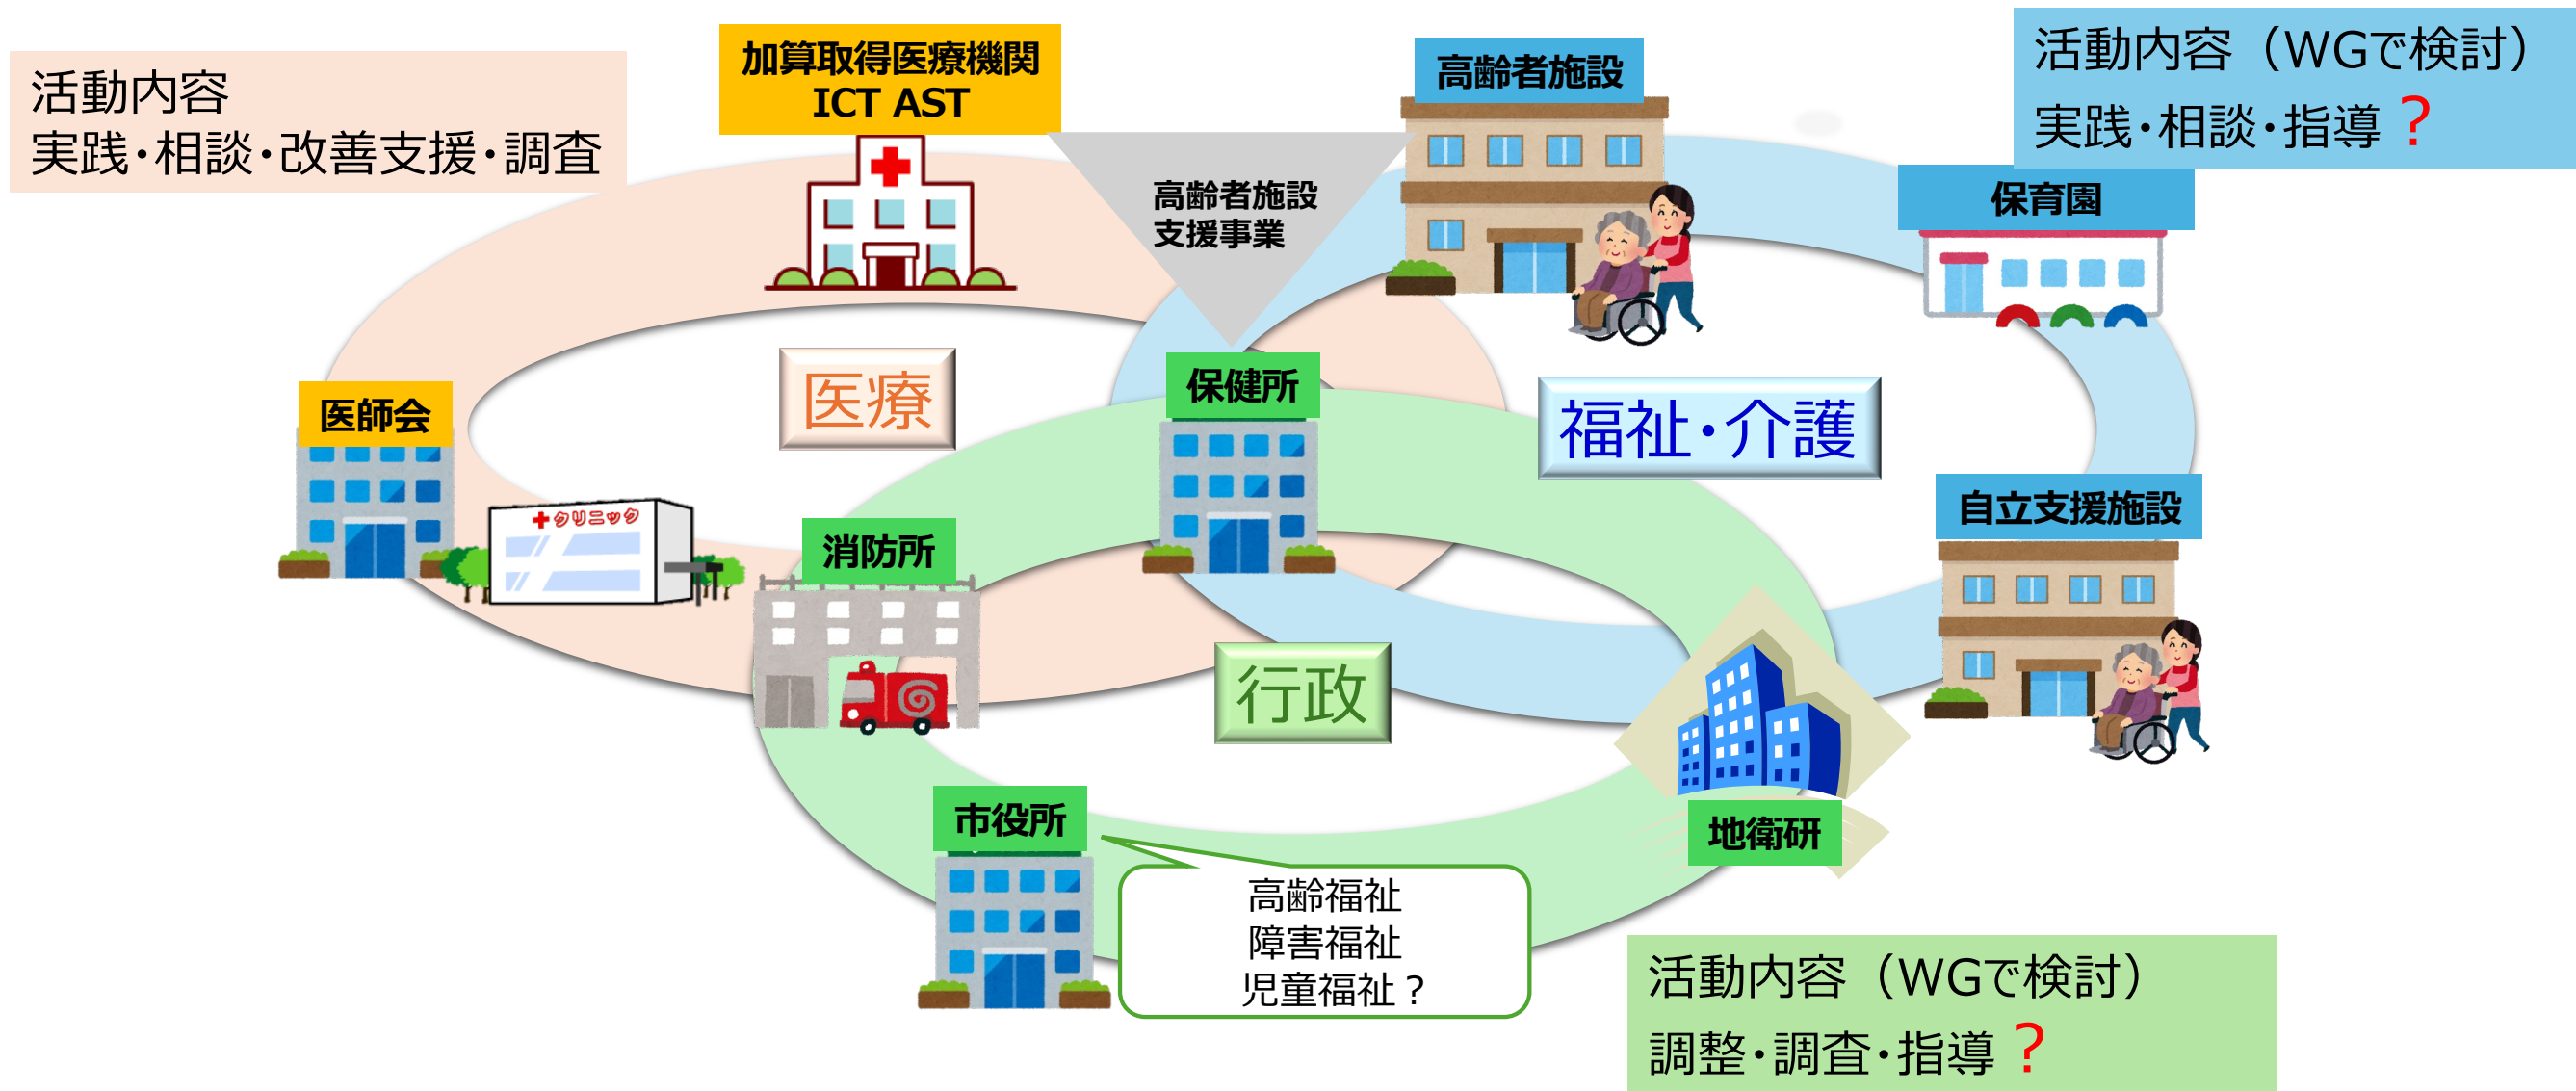 活動内容
実践・相談・改善支援・調査
加算取得医療機関
ICT AST
高齢者施設
活動内容（WGで検討）
実践・相談・指導？
高齢者施設
支援事業
保育園
医療
保健所
福祉・介護
医師会
クリニック
消防所
自立支援施設
行政
市役所
地衛研
高齢福祉
障害福祉
児童福祉？
活動内容（WGで検討）
調整・調査・指導？